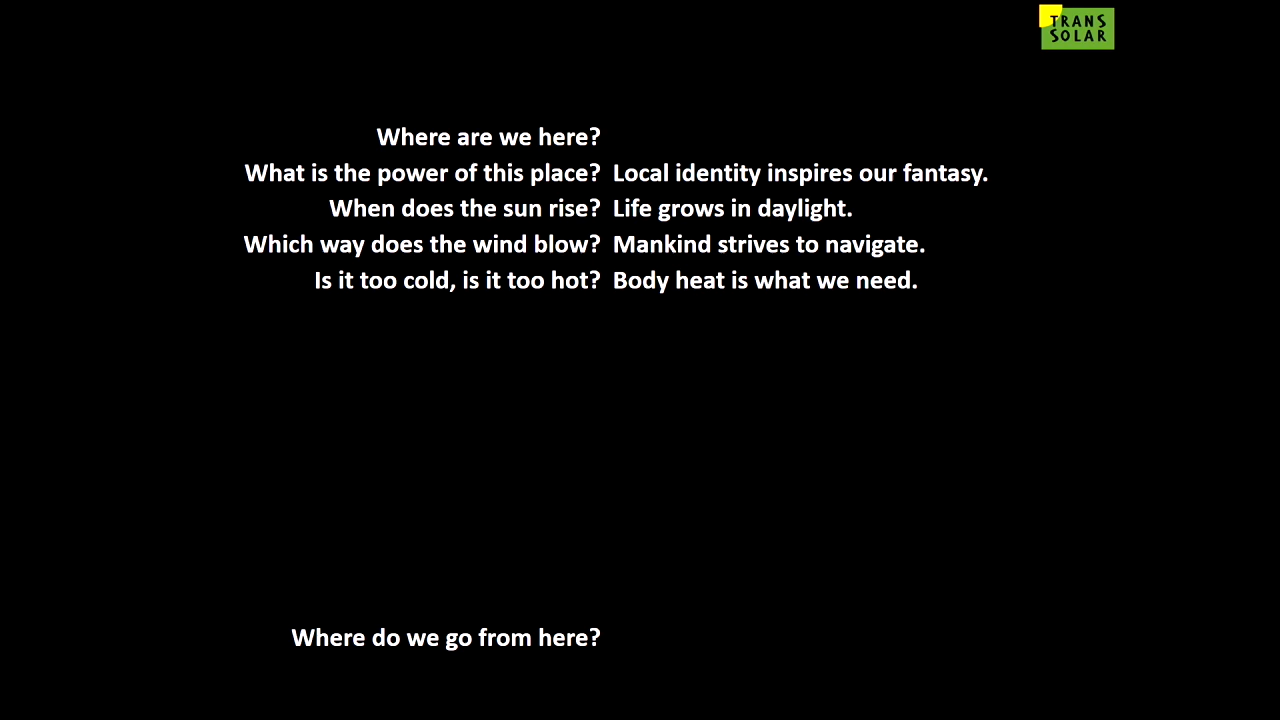 TRANS
SOLAR
Where are we here?
What is the power of this place? Local identity inspires our fantasy.
When does the sun rise? Life grows in daylight.
Which way does the wind blow? Mankind strives to navigate.
Is it too cold, is it too hot? Body heat is what we need.
Where do we go from here?